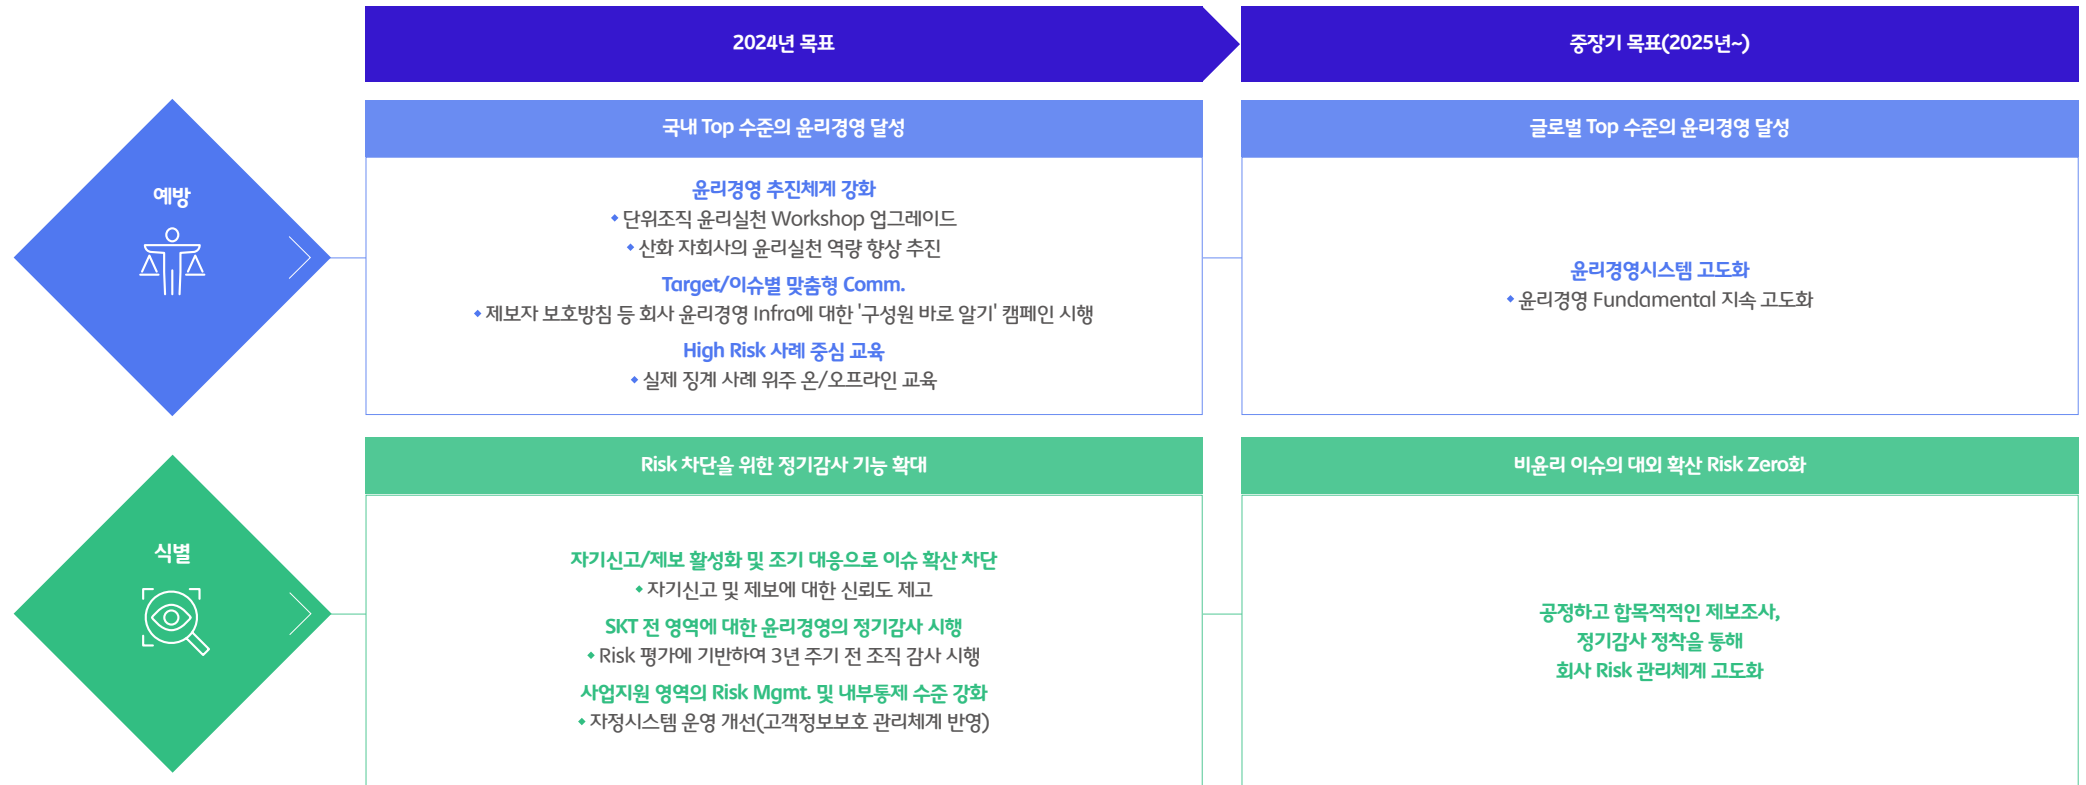 2024년 목표
중장기 목표(2025년~)
예방
국내 Top 수준의 윤리경영 달성
윤리경영 추진체계 강화
단위조직 윤리실천 Workshop 업그레이드
산화 자회사의 윤리실천 역량 향상 추진
Target/이슈별 맞춤형 Comm.
제보자 보호방침 등 회사 윤리경영 Infra에 대한 '구성원 바로 알기' 캠페인 시행
High Risk 사례 중심 교육
실제 징계 사례 위주 온/오프라인 교육
글로벌 Top 수준의 윤리경영 달성
윤리경영시스템 고도화
윤리경영 Fundamental 지속 고도화
식별
Risk 차단을 위한 정기감사 기능 확대
자기신고/제보 활성화 및 조기 대응으로 이슈 확산 차단
자기신고 및 제보에 대한 신뢰도 제고
SKT 전 영역에 대한 윤리경영의 정기감사 시행
Risk 평가에 기반하여 3년 주기 전 조직 감사 시행
사업지원 영역의 Risk Mgmt. 및 내부통제 수준 강화
자정시스템 운영 개선(고객정보보호 관리체계 반영)
비윤리 이슈의 대외 확산 Risk Zero화
공정하고 합목적적인 제보조사,
정기감사 정착을 통해
회사 Risk 관리체계 고도화